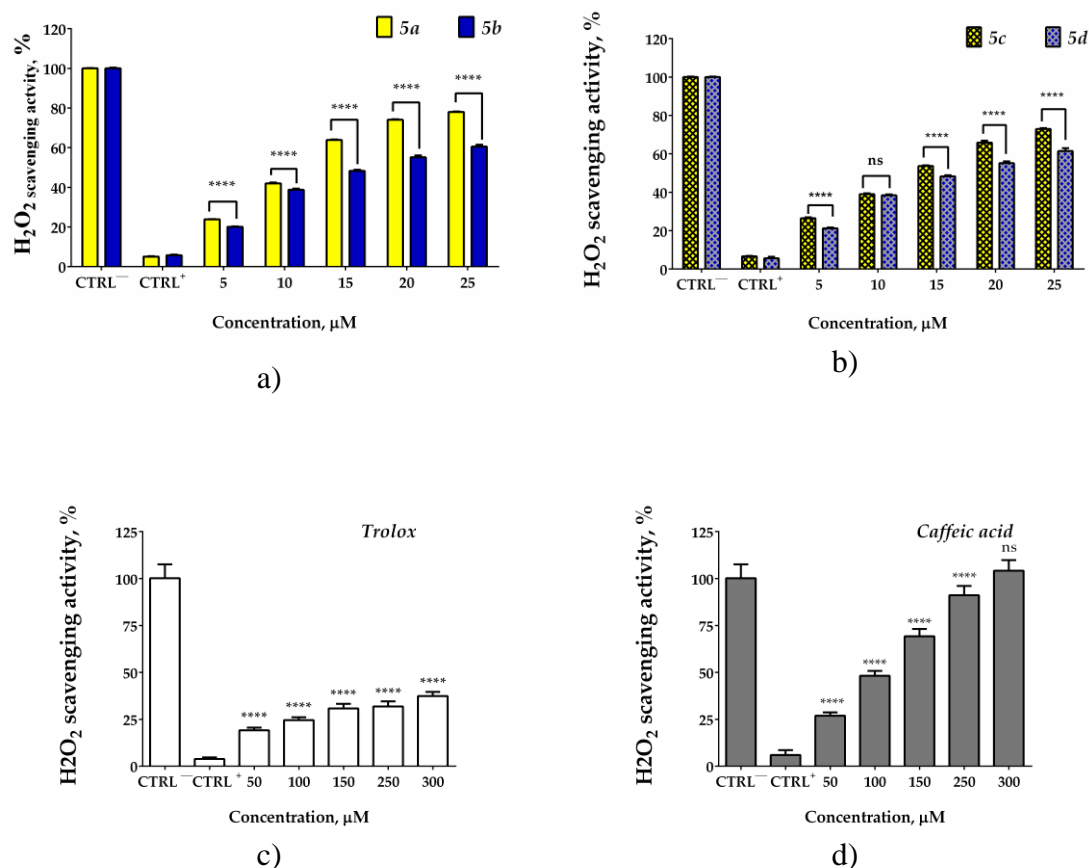 5a 5b
H₂O₂ scavenging actvity, %
120
100
80
60
40
20
0
**** **** **** **** ****
CTRL⁻ CTRL⁺ 5 10 15 20 25
Concentration, μM
a)
5c 5d
H₂O₂ scavenging activity, %
120
100
80
60
40
20
0
**** ns **** **** ****
CTRL⁻ CTRL⁺ 5 10 15 20 25
Concentration, μM
b)
Trolox
H2O₂ scavenging activity, %
125
100
75
50
25
0
**** **** **** **** ****
CTRL⁻ CTRL⁺ 50 100 150 250 300
Concentration, μM
c)
Caffeic acid
H2O₂ scavenging activity, %
125
100
75
50
25
0
**** **** **** **** ns
CTRL⁻ CTRL⁺ 50 100 150 250 300
Concentration, μM
d)